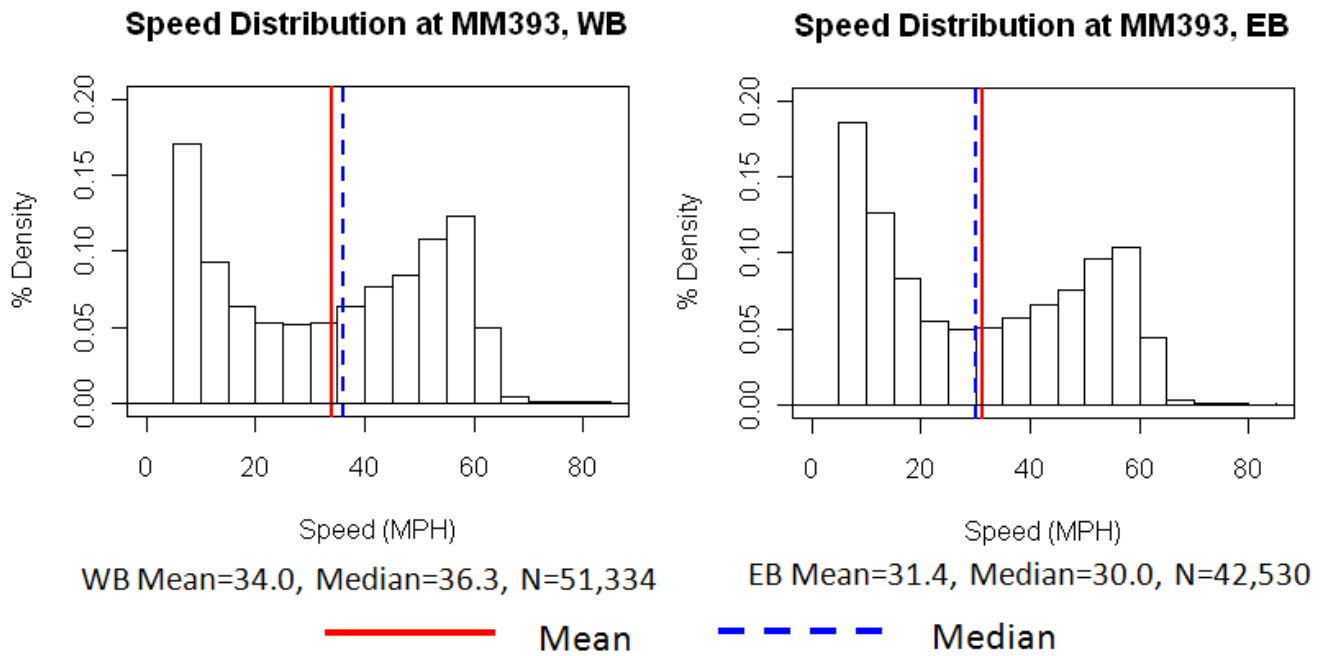 Speed Distribution at MM393, WB
% Density
0.20
0.15
0.10
0.05
0.00
0 20 40 60 80
Speed (MPH)
WB Mean=34.0, Median=36.3, N=51,334
Speed Distribution at MM393, EB
% Density
0.20
0.15
0.10
0.05
0.00
0 20 40 60 80
Speed (MPH)
EB Mean=31.4, Median=30.0, N=42,530
Mean Median